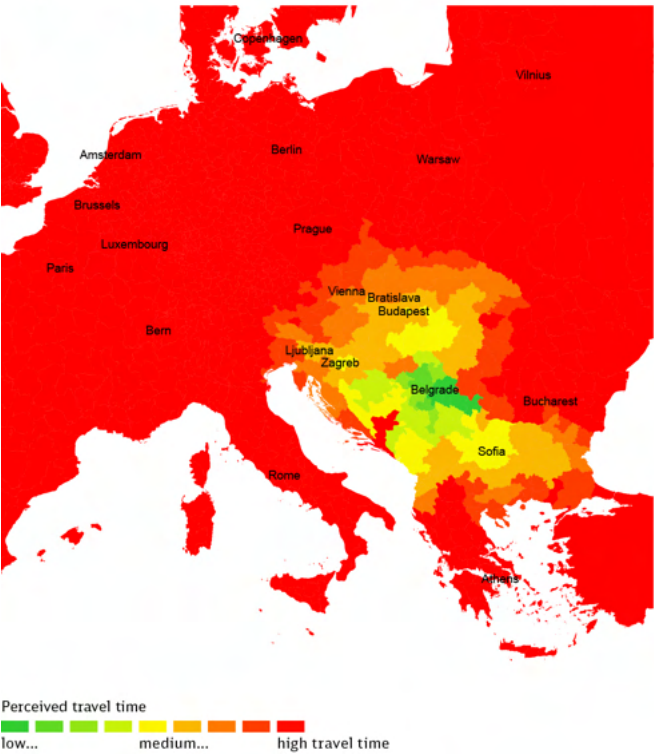 Copenhagen
Vilnius
Berlin
Amsterdam
Warsaw
Brussels
Prague
Luxembourg
Paris
Vienna
Bratislava
Budapest
Bern
Ljubljana
Zagreb
Belgrade
Bucharest
Sofia
Rome
Athens
Perceived travel time
low... medium... high travel time